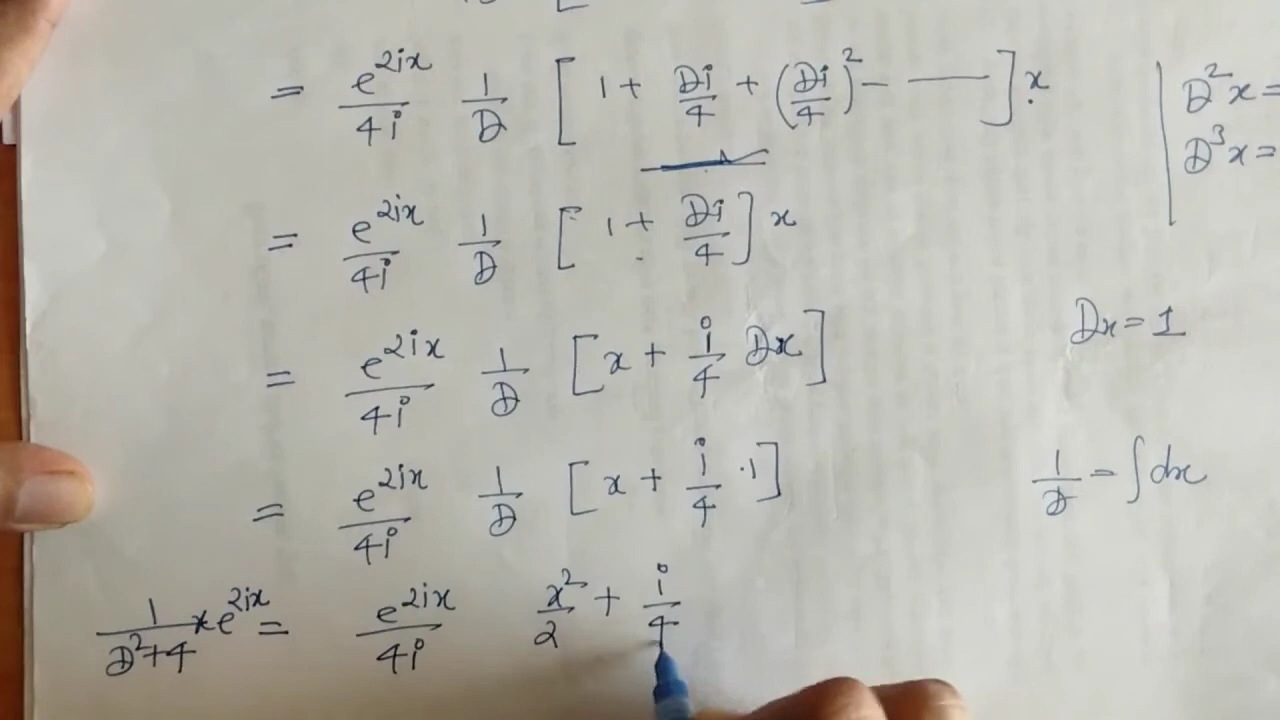 = e^{2ix}/4i 1/D [ 1 + Di/4 + (Di/4)^2 - —— ] x | D^2x=
D^3x=
= e^{2ix}/4i 1/D [ 1 + Di/4 ] x
= e^{2ix}/4i 1/D [ x + i/4 Dx ] Dx = 1
= e^{2ix}/4i 1/D [ x + i/4 · 1 ] 1/D = ∫dx
1/(D^2+4) x e^{2ix} = e^{2ix}/4i x^2/2 + i/4